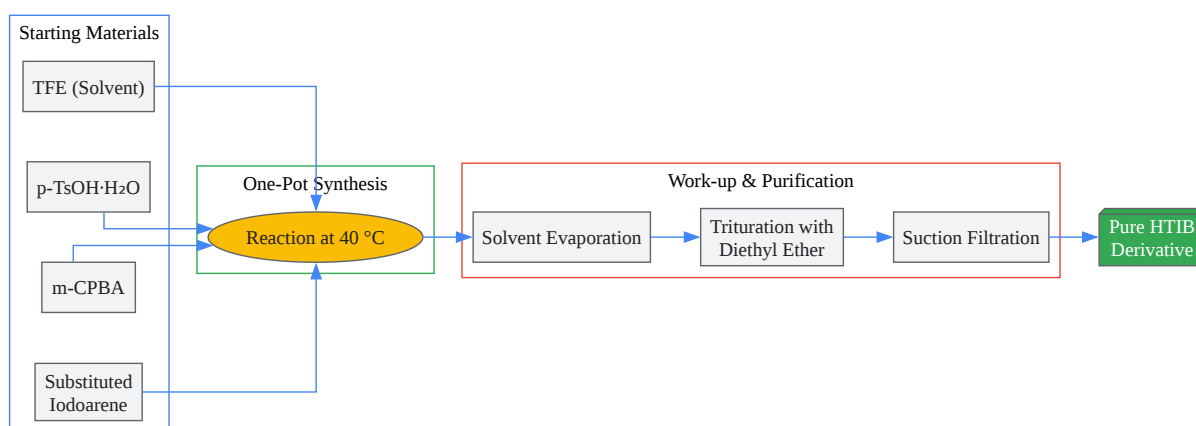 Starting Materials
TFE (Solvent)
p-TsOH·H₂O
m-CPBA
Substituted
Iodoarene
One-Pot Synthesis
Reaction at 40 °C
Work-up & Purification
Solvent Evaporation
Trituration with
Diethyl Ether
Suction Filtration
Pure HTIB
Derivative